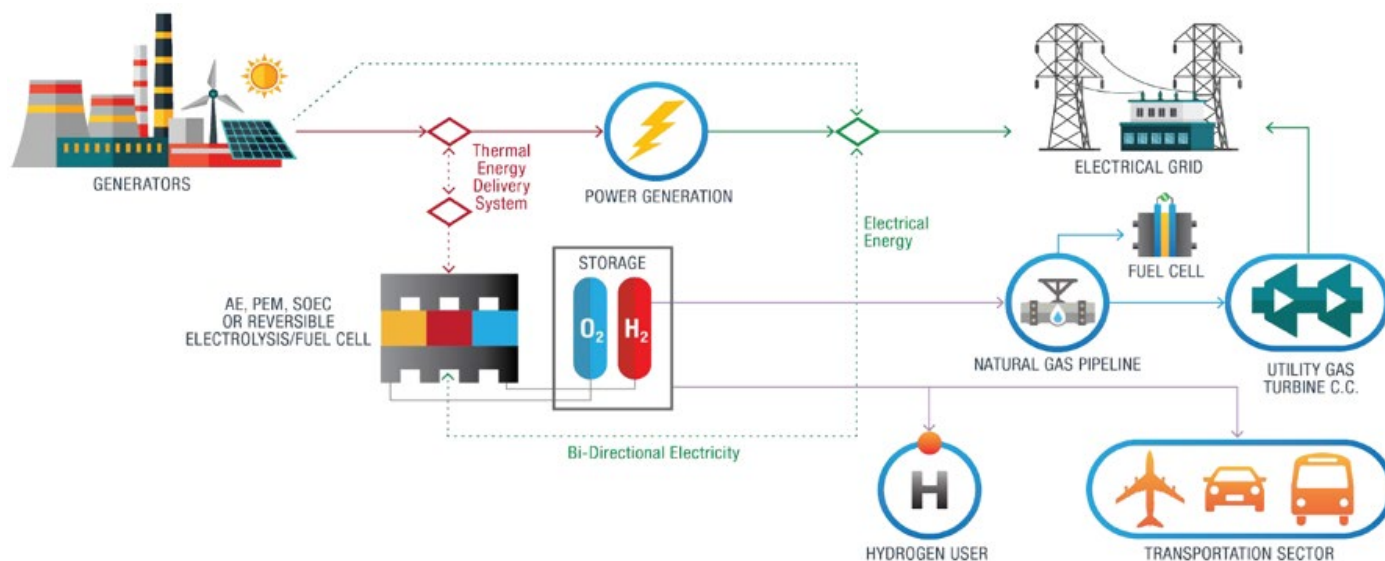 GENERATORS
Thermal
Energy
Delivery
System
POWER GENERATION
ELECTRICAL GRID
Electrical
Energy
FUEL CELL
STORAGE
O2
H2
AE, PEM, SOEC
OR REVERSIBLE
ELECTROLYSIS/FUEL CELL
NATURAL GAS PIPELINE
UTILITY GAS
TURBINE C.C.
Bi-Directional Electricity
H
HYDROGEN USER
TRANSPORTATION SECTOR